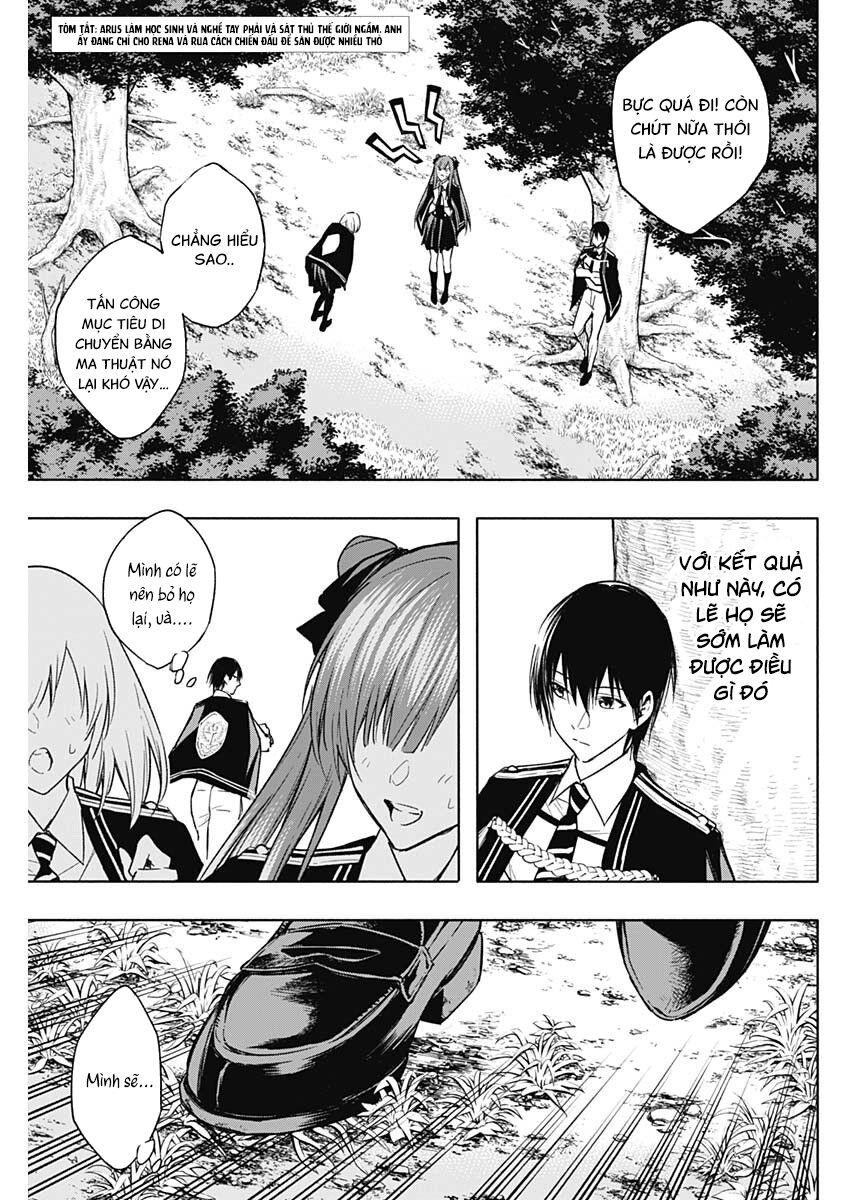 TÓM TẮT: ARUS LÀM HỌC SINH VÀ NGHỀ TAY PHẢI VÀ SÁT THỦ THẾ GIỚI NGẦM. ANH
ẤY ĐANG CHỈ CHO RENA VÀ RUA CÁCH CHIẾN ĐẤU ĐỂ SĂN ĐƯỢC NHIỀU THỎ
BỰC QUÁ ĐI! CÒN
CHÚT NỮA THÔI
LÀ ĐƯỢC RỒI!
CHẲNG HIỂU
SAO..
TẤN CÔNG
MỤC TIÊU DI
CHUYỂN BẰNG
MA THUẬT NÓ
LẠI KHÓ VẬY...
VỚI KẾT QUẢ
NHƯ NÀY, CÓ
LẼ HỌ SẼ
SỚM LÀM
ĐƯỢC ĐIỀU
GÌ ĐÓ
Mình có lẽ
nên bỏ họ
lại, và....
Mình sẽ...